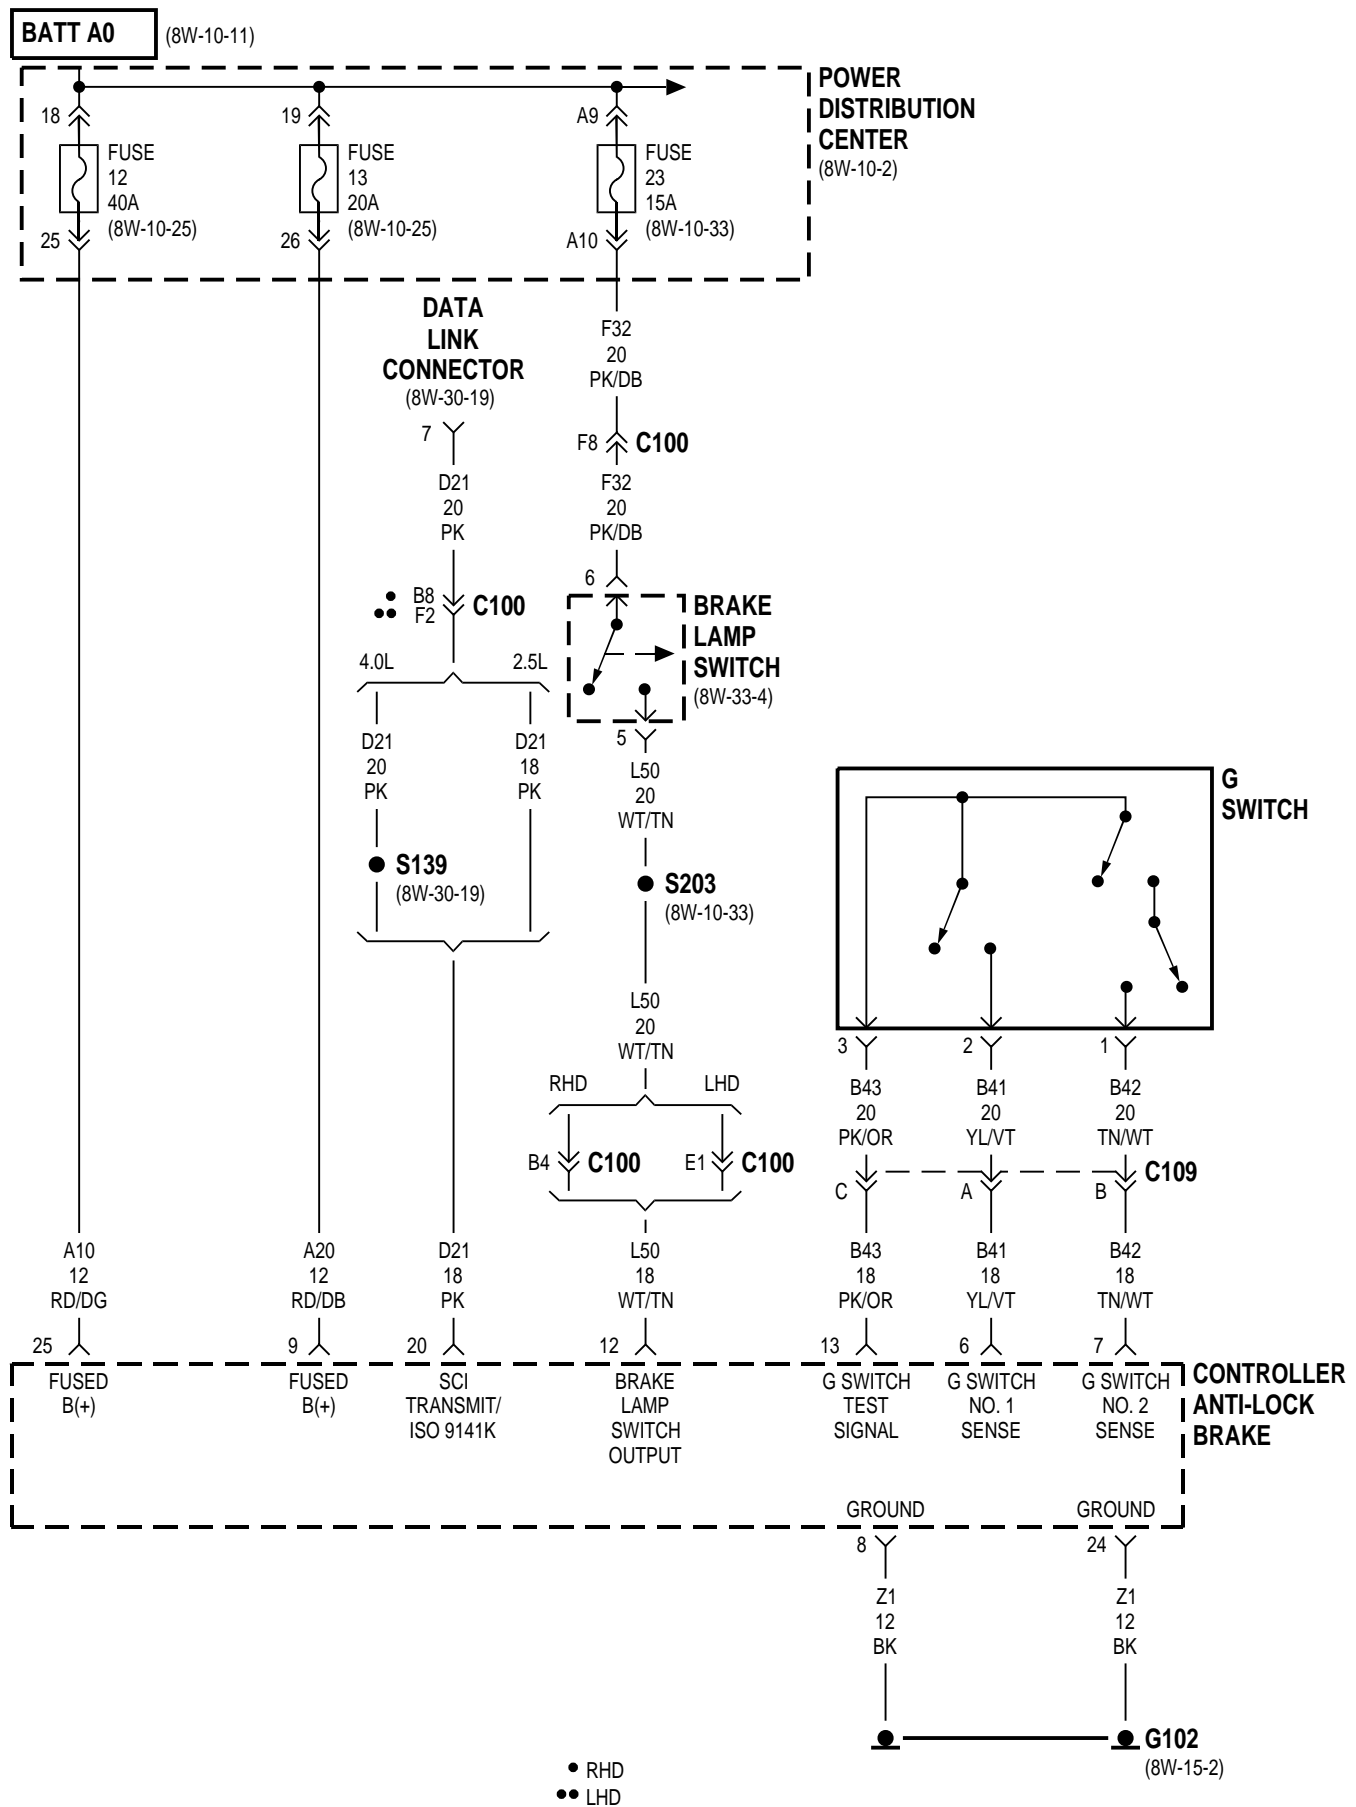 BATT A0 (8W-10-11)
POWER
DISTRIBUTION
CENTER
(8W-10-2)
18
FUSE
12
40A
(8W-10-25)
25
19
FUSE
13
20A
(8W-10-25)
26
A9
FUSE
23
15A
(8W-10-33)
A10
DATA
LINK
CONNECTOR
(8W-30-19)
7
D21
20
PK
F32
20
PK/DB
F8 C100
F32
20
PK/DB
6
•B8
••F2
C100
BRAKE
LAMP
SWITCH
(8W-33-4)
4.0L 2.5L
D21
20
PK
D21
18
PK
5
L50
20
WT/TN
S139
(8W-30-19)
S203
(8W-10-33)
G
SWITCH
L50
20
WT/TN
3 2 1
B43
20
PK/OR
B41
20
YL/VT
B42
20
TN/WT
RHD LHD
B4 C100 E1 C100
C A B C109
A10
12
RD/DG
A20
12
RD/DB
D21
18
PK
L50
18
WT/TN
B43
18
PK/OR
B41
18
YL/VT
B42
18
TN/WT
25 9 20 12 13 6 7
FUSED
B(+)
FUSED
B(+)
SCI
TRANSMIT/
ISO 9141K
BRAKE
LAMP
SWITCH
OUTPUT
G SWITCH
TEST
SIGNAL
G SWITCH
NO. 1
SENSE
G SWITCH
NO. 2
SENSE
CONTROLLER
ANTI-LOCK
BRAKE
GROUND GROUND
8 24
Z1
12
BK
Z1
12
BK
G102
(8W-15-2)
• RHD
•• LHD